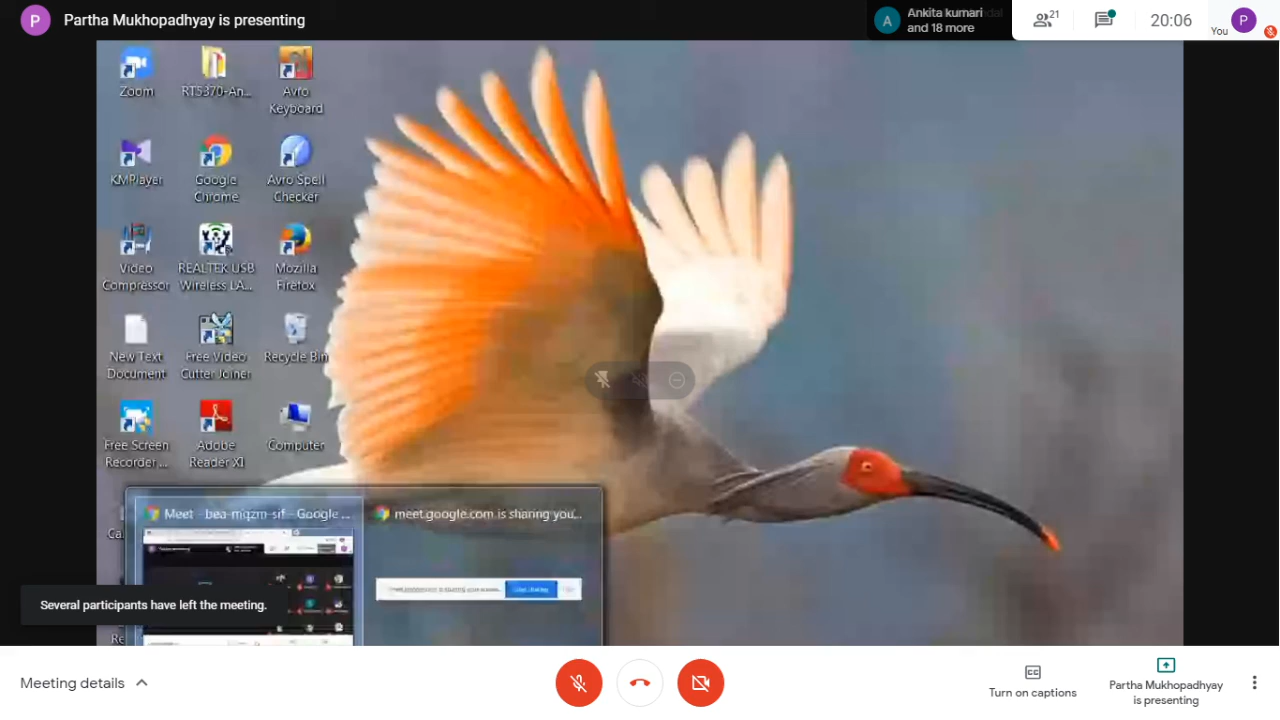 P
Partha Mukhopadhyay is presenting
A
Ankita kumari
and 18 more
21
20:06
You
P
Zoom
RT5370-An...
Avro
Keyboard
KMPlayer
Google
Chrome
Avro Spell
Checker
Video
Compressor
REALTEK USB
Wireless LA...
Mozilla
Firefox
New Text
Document
Free Video
Cutter Joiner
Recycle Bin
Free Screen
Recorder ...
Adobe
Reader XI
Computer
Meet - bea-mqzm-sif - Google ...
meet.google.com is sharing you...
Several participants have left the meeting.
Meeting details
CC
Turn on captions
Partha Mukhopadhyay
is presenting